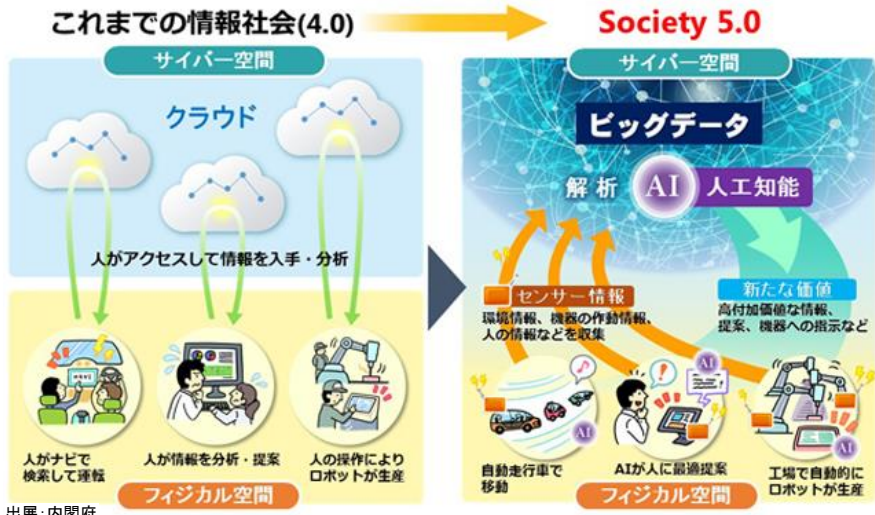 これまでの情報社会(4.0)
Society 5.0
サイバー空間
クラウド
人がアクセスして情報を入手・分析
人がナビで
検索して運転
人が情報を分析・提案
人の操作により
ロボットが生産
フィジカル空間
サイバー空間
ビッグデータ
解析 AI 人工知能
センサー情報
環境情報、機器の作動情報、
人の情報などを収集
新たな価値
高付加価値な情報、
提案、機器への指示など
AI
AI
AI
自動走行車で
移動
AIが人に最適提案
工場で自動的に
ロボットが生産
フィジカル空間
出展:内閣府